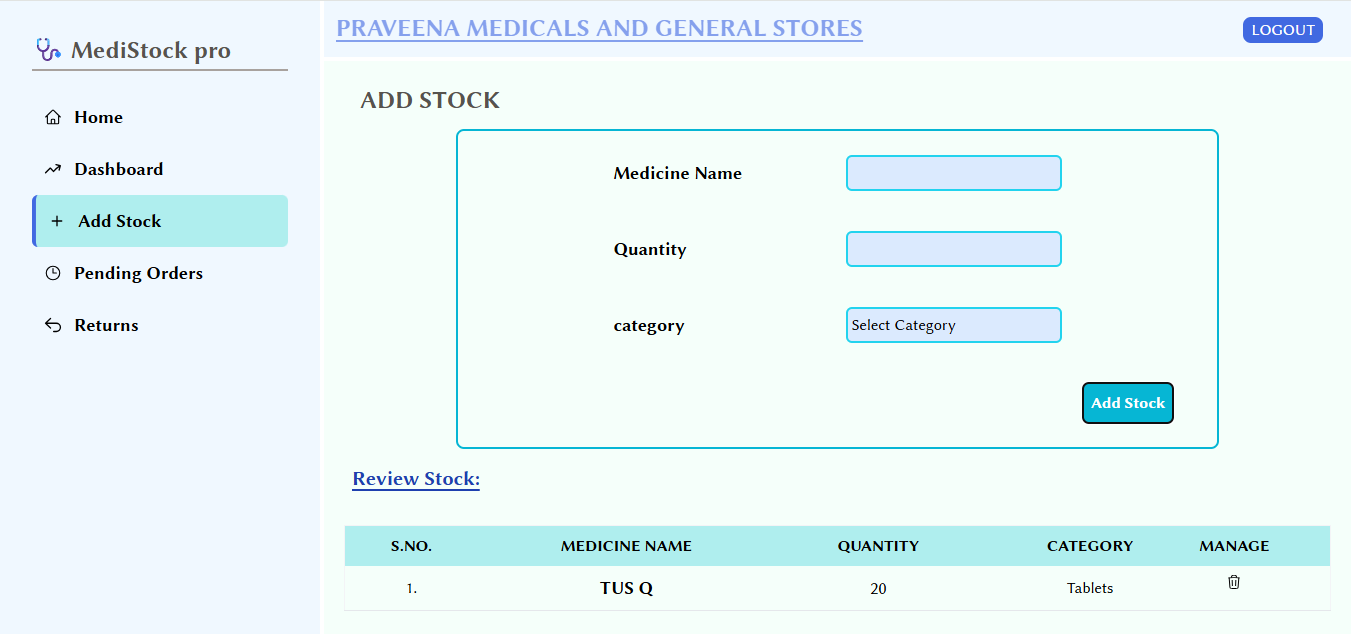 MediStock pro
Home
Dashboard
Add Stock
Pending Orders
Returns
PRAVEENA MEDICALS AND GENERAL STORES
LOGOUT
ADD STOCK
Medicine Name
Quantity
category
Select Category
Add Stock
Review Stock:
S.NO. MEDICINE NAME QUANTITY CATEGORY MANAGE
1. TUS Q 20 Tablets